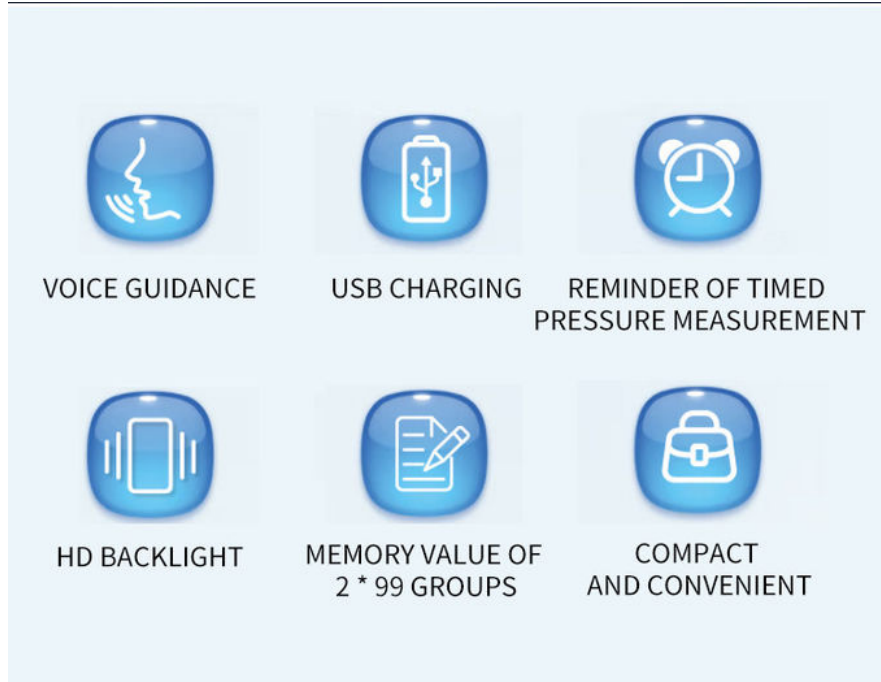 VOICE GUIDANCE
USB CHARGING
REMINDER OF TIMED
PRESSURE MEASUREMENT
HD BACKLIGHT
MEMORY VALUE OF
2 * 99 GROUPS
COMPACT
AND CONVENIENT